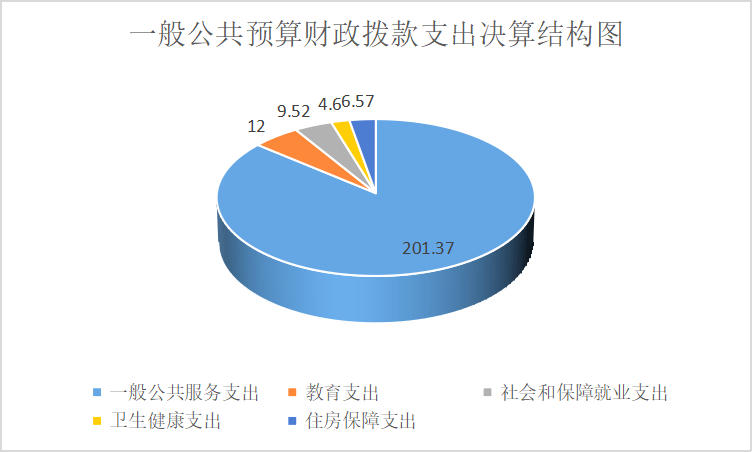 一般公共预算财政拨款支出决算结构图
12
9.52
4.6
6.57
201.37
一般公共服务支出
教育支出
社会和保障就业支出
卫生健康支出
住房保障支出